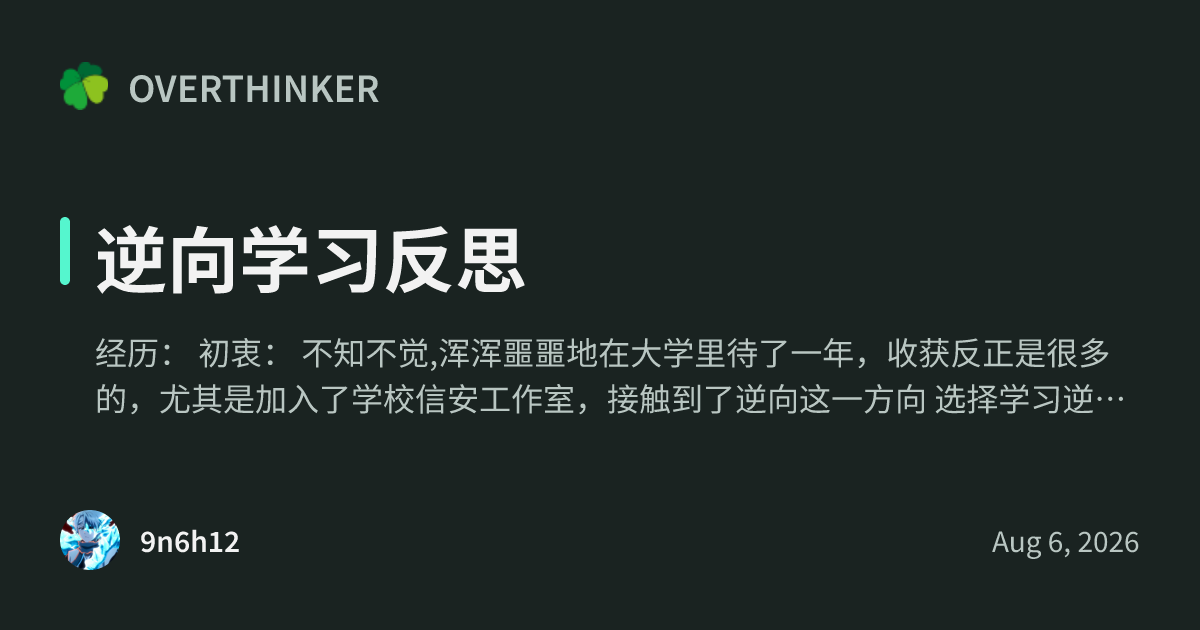 OVERTHINKER
逆向学习反思
经历： 初衷： 不知不觉,浑浑噩噩地在大学里待了一年，收获反正是很多
的，尤其是加入了学校信安工作室，接触到了逆向这一方向 选择学习逆…
9n6h12
Aug 6, 2026